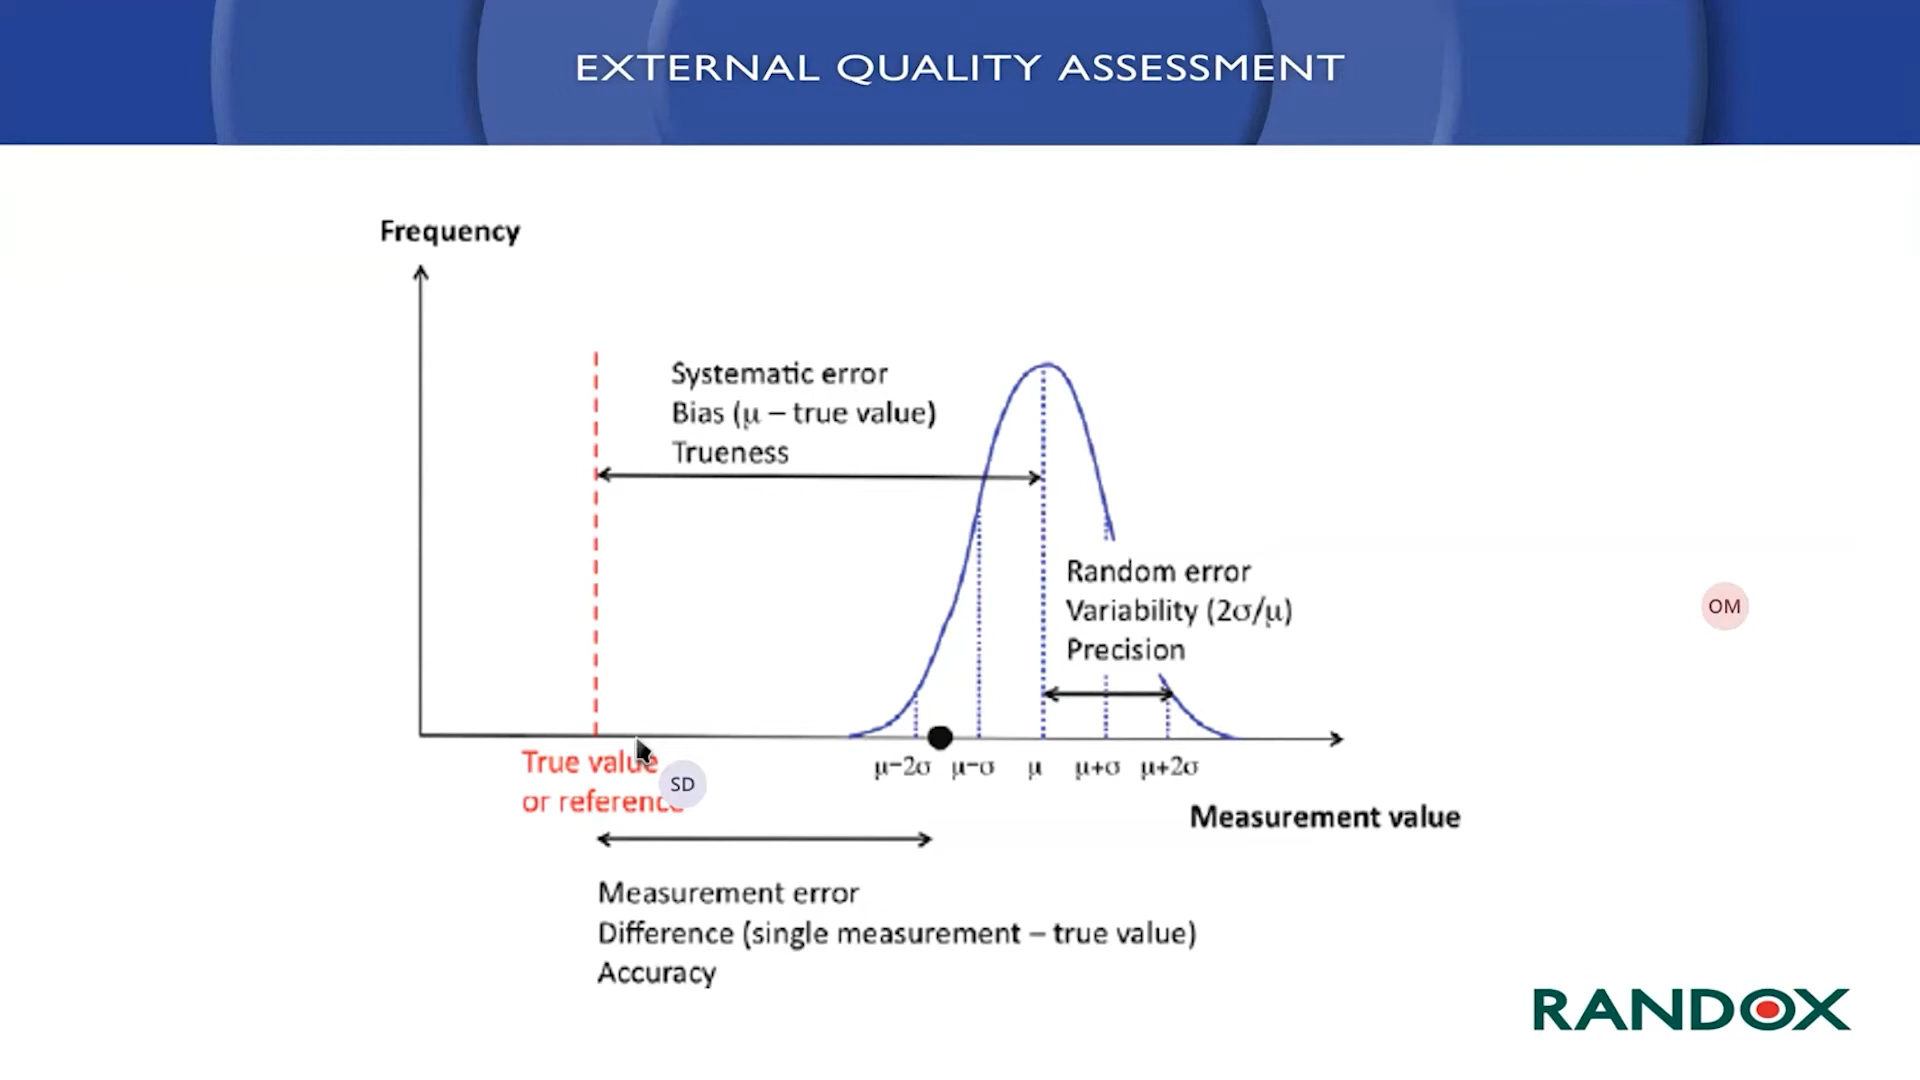 EXTERNAL QUALITY ASSESSMENT
Frequency
Systematic error
Bias (μ – true value)
Trueness
Random error
Variability (2σ/μ)
Precision
OM
μ-2σ μ-σ μ μ+σ μ+2σ
True value
or reference
SD
Measurement value
Measurement error
Difference (single measurement – true value)
Accuracy
RANDOX